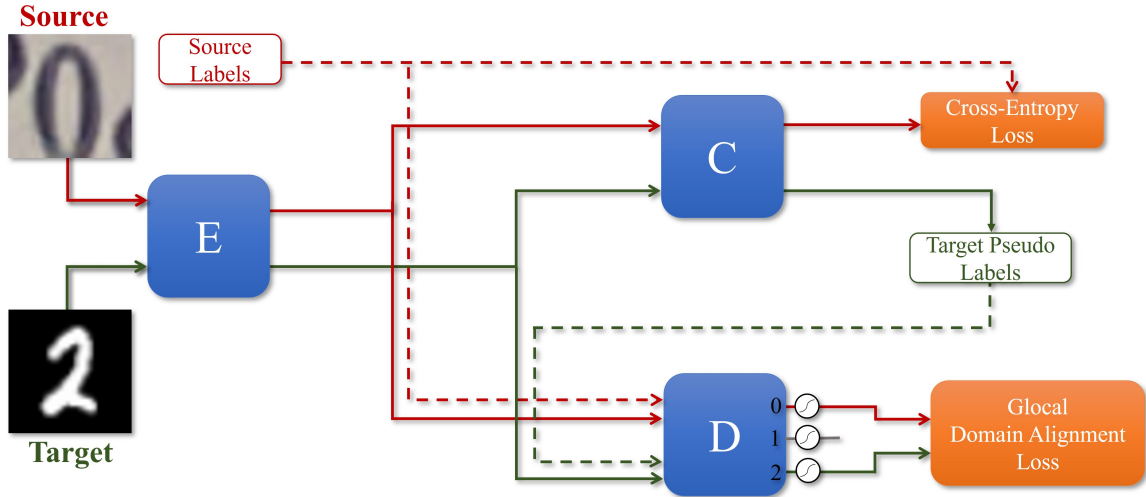 Source
Source
Labels
Cross-Entropy
Loss
C
E
Target Pseudo
Labels
Target
D
0
1
2
Glocal
Domain Alignment
Loss